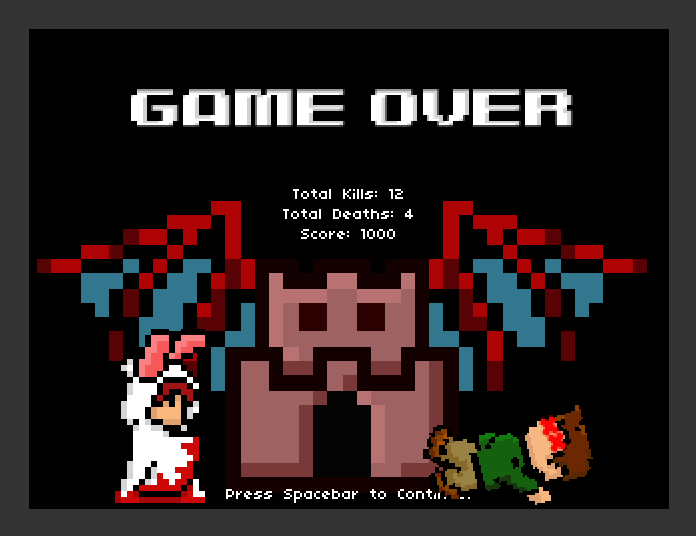 GAME OVER
Total Kills: 12
Total Deaths: 4
Score: 1000
Press Spacebar to